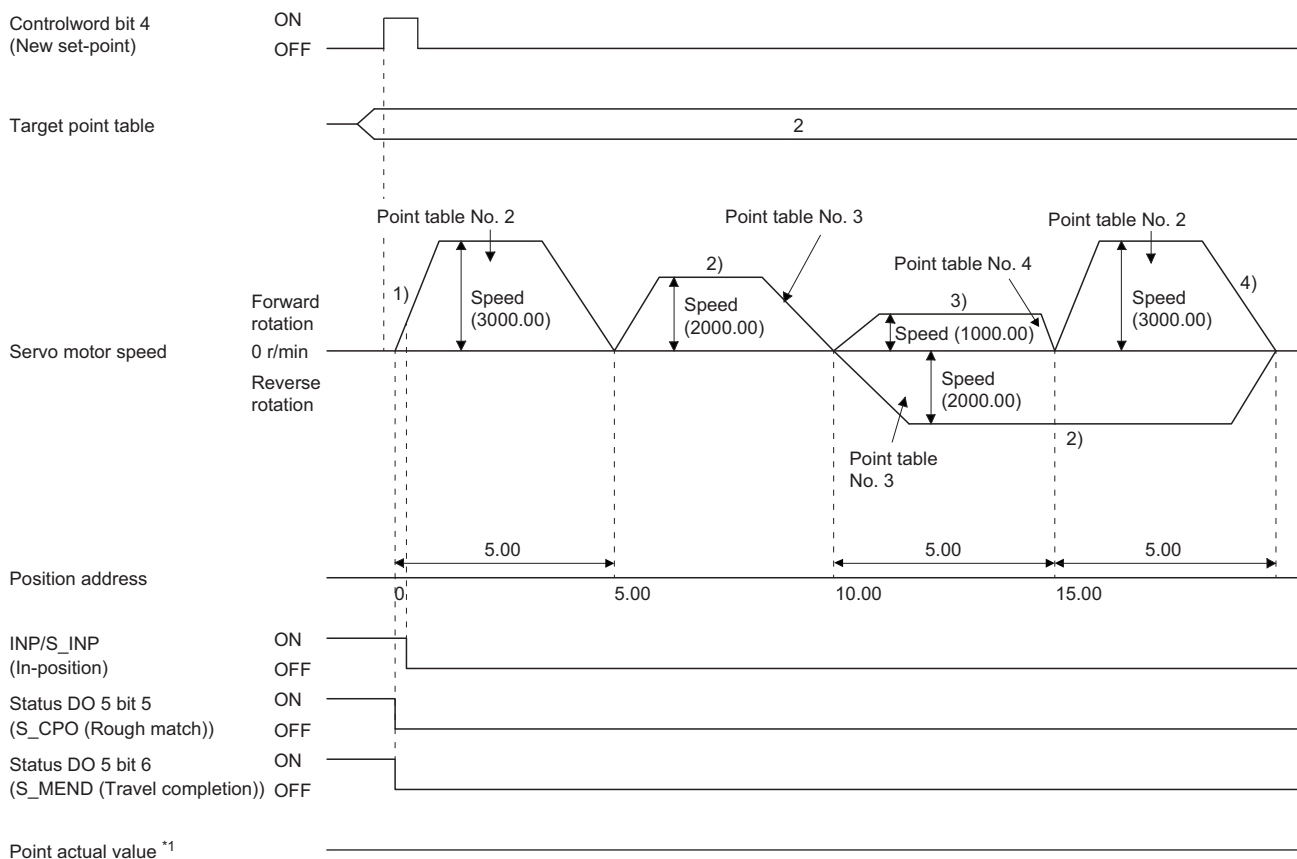 Controlword bit 4
(New set-point)
ON
OFF
Target point table
2
Point table No. 2
Point table No. 3
Point table No. 2
Point table No. 4
1)
2)
3)
4)
Forward
rotation
Speed
(3000.00)
Speed
(2000.00)
Speed (1000.00)
Speed
(3000.00)
Servo motor speed
0 r/min
Reverse
rotation
Speed
(2000.00)
2)
Point table
No. 3
5.00
5.00
5.00
Position address
0
5.00
10.00
15.00
INP/S_INP
(In-position)
ON
OFF
Status DO 5 bit 5
(S_CPO (Rough match))
ON
OFF
Status DO 5 bit 6
(S_MEND (Travel completion))
ON
OFF
Point actual value *1